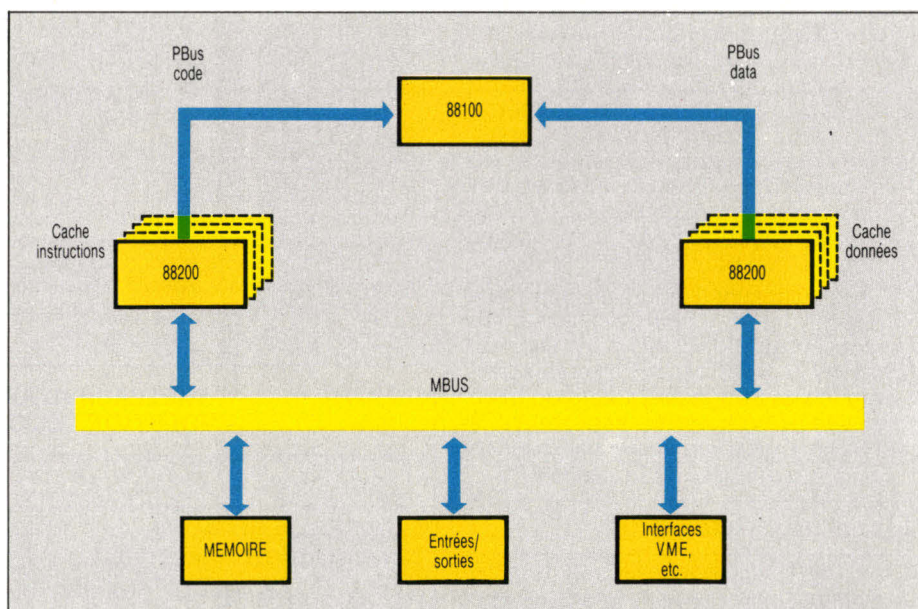 PBus
code
88100
PBus
data
Cache
instructions
88200
88200
Cache
données
MBUS
MEMOIRE
Entrées/
sorties
Interfaces
VME,
etc.